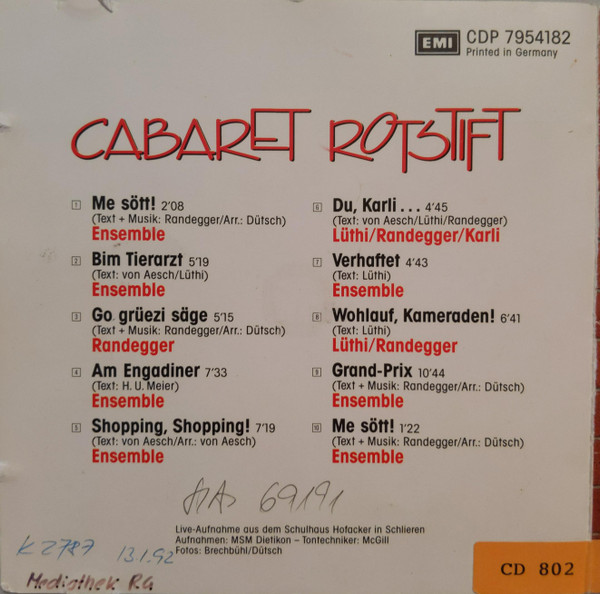 EMI CDP 7954182
Printed in Germany
CABARET ROTSTIFT
1 Me sött! 2'08
(Text + Musik: Randegger/Arr.: Dütsch)
Ensemble
2 Bim Tierarzt 5'19
(Text: von Aesch/Lüthi)
Ensemble
3 Go grüezi säge 5'15
(Text + Musik: Randegger/Arr.: Dütsch)
Randegger
4 Am Engadiner 7'33
(Text: H. U. Meier)
Ensemble
5 Shopping, Shopping! 7'19
(Text: von Aesch/Arr.: von Aesch)
Ensemble
6 Du, Karli . . . 4'45
(Text: von Aesch/Lüthi/Randegger)
Lüthi/Randegger/Karli
7 Verhaftet 4'43
(Text: Lüthi)
Ensemble
8 Wohlauf, Kameraden! 6'41
(Text: Lüthi)
Lüthi/Randegger
9 Grand-Prix 10'44
(Text + Musik: Randegger/Arr.: Dütsch)
Ensemble
10 Me sött! 1'22
(Text + Musik: Randegger/Arr.: Dütsch)
Ensemble
69191
Live-Aufnahme aus dem Schulhaus Hofacker in Schlieren
Aufnahmen: MSM Dietikon – Tontechniker: McGill
Fotos: Brechbühl/Dütsch
K 2787 13.1.92
Mediothek RG
CD 802